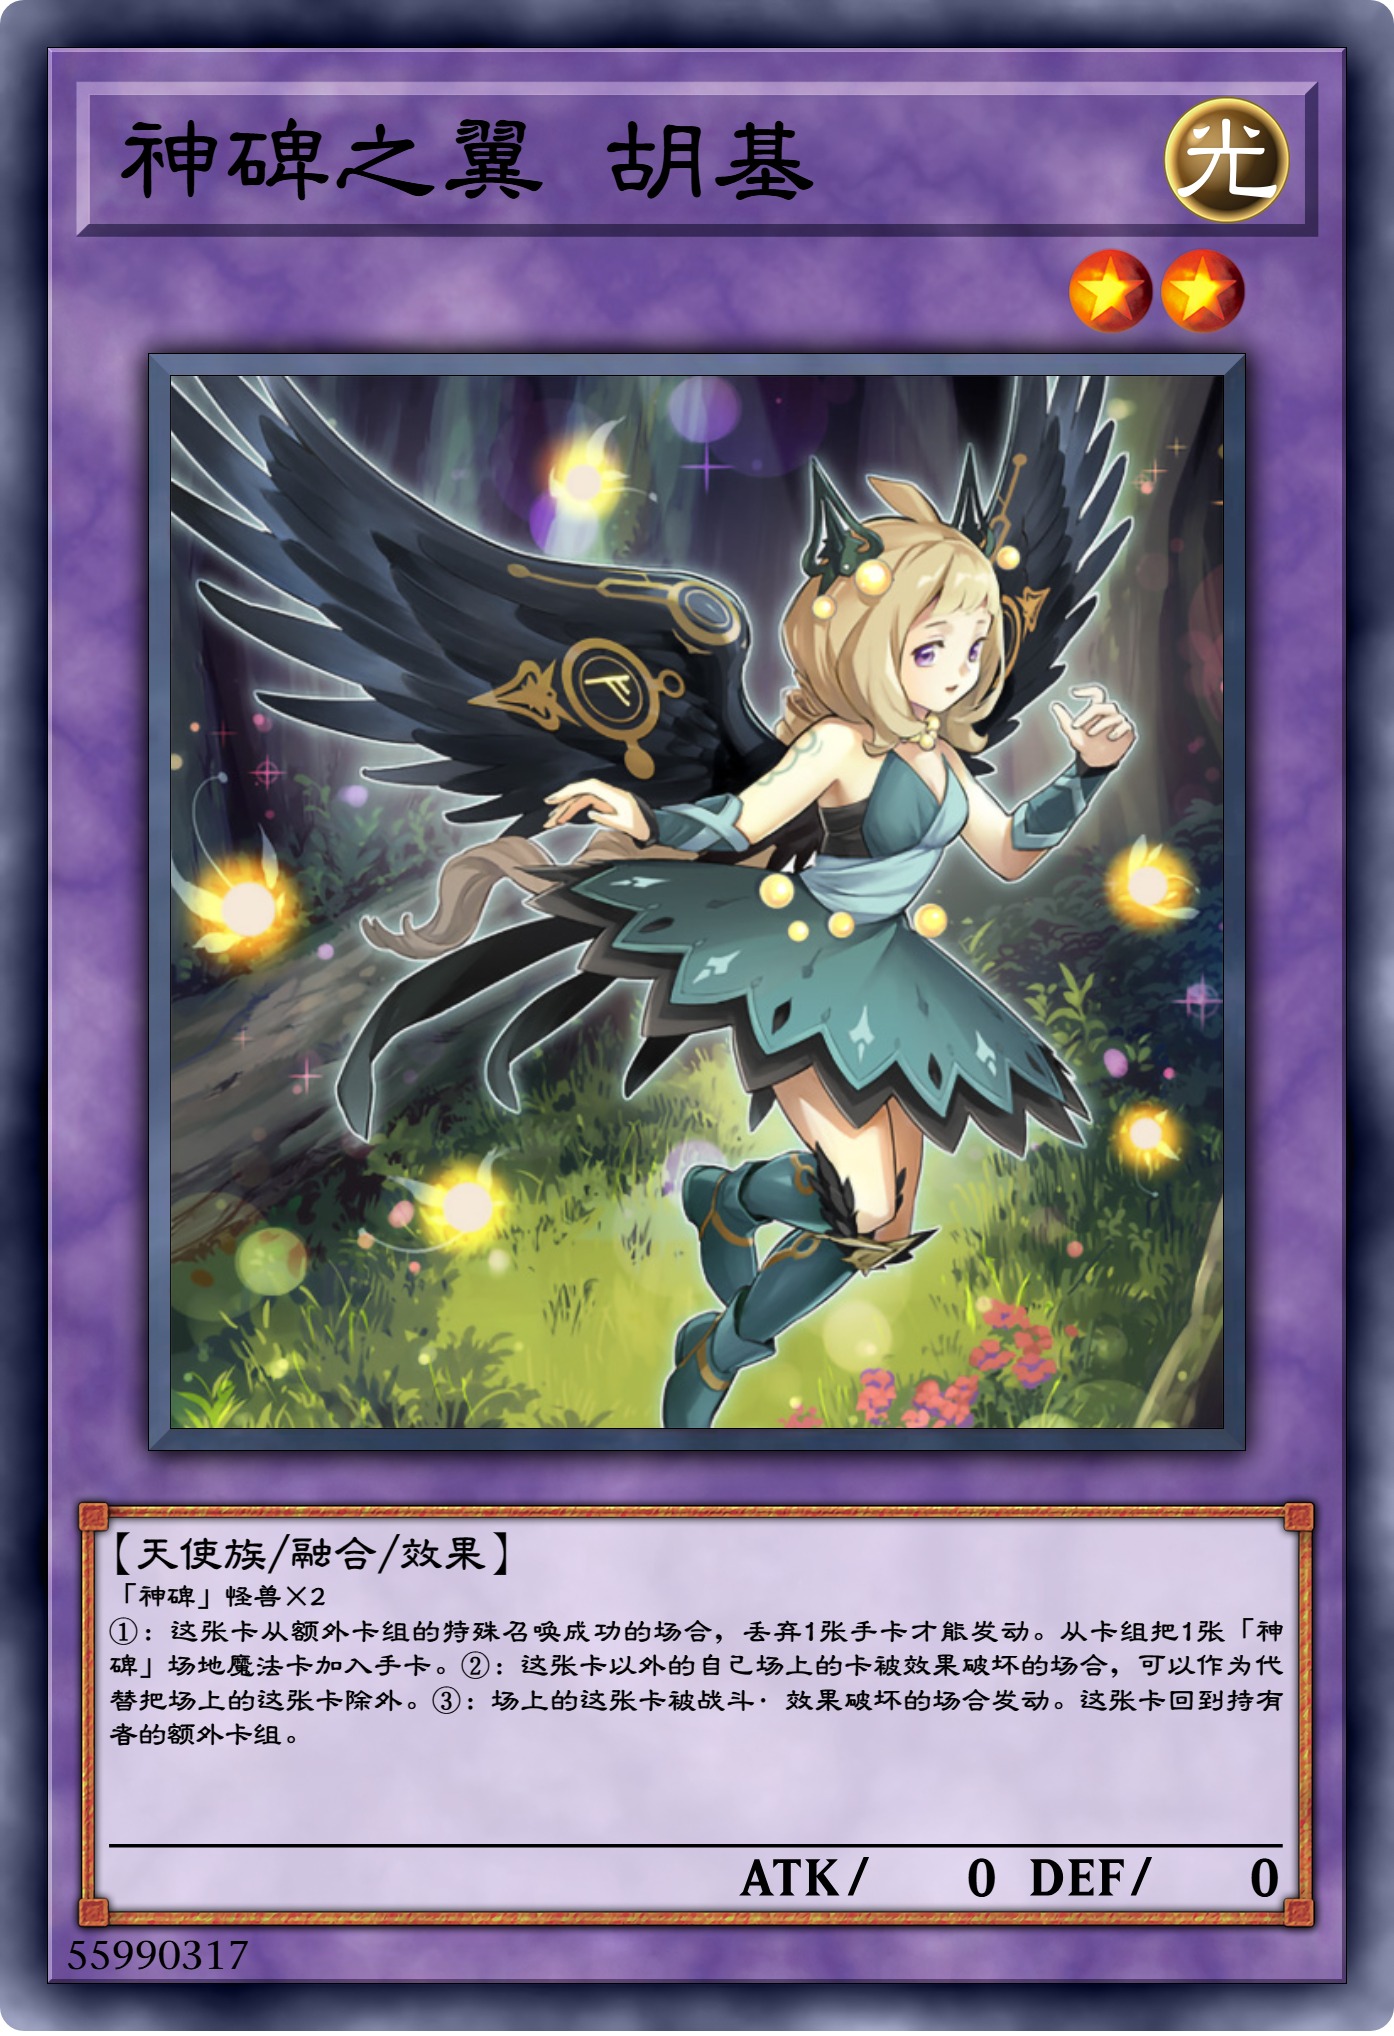 神碑之翼 胡基
光
【天使族/融合/效果】
「神碑」怪兽×2
①：这张卡从额外卡组的特殊召唤成功的场合，丢弃1张手卡才能发动。从卡组把1张「神
碑」场地魔法卡加入手卡。②：这张卡以外的自己场上的卡被效果破坏的场合，可以作为代
替把场上的这张卡除外。③：场上的这张卡被战斗·效果破坏的场合发动。这张卡回到持有
者的额外卡组。
ATK/ 0 DEF/ 0
55990317